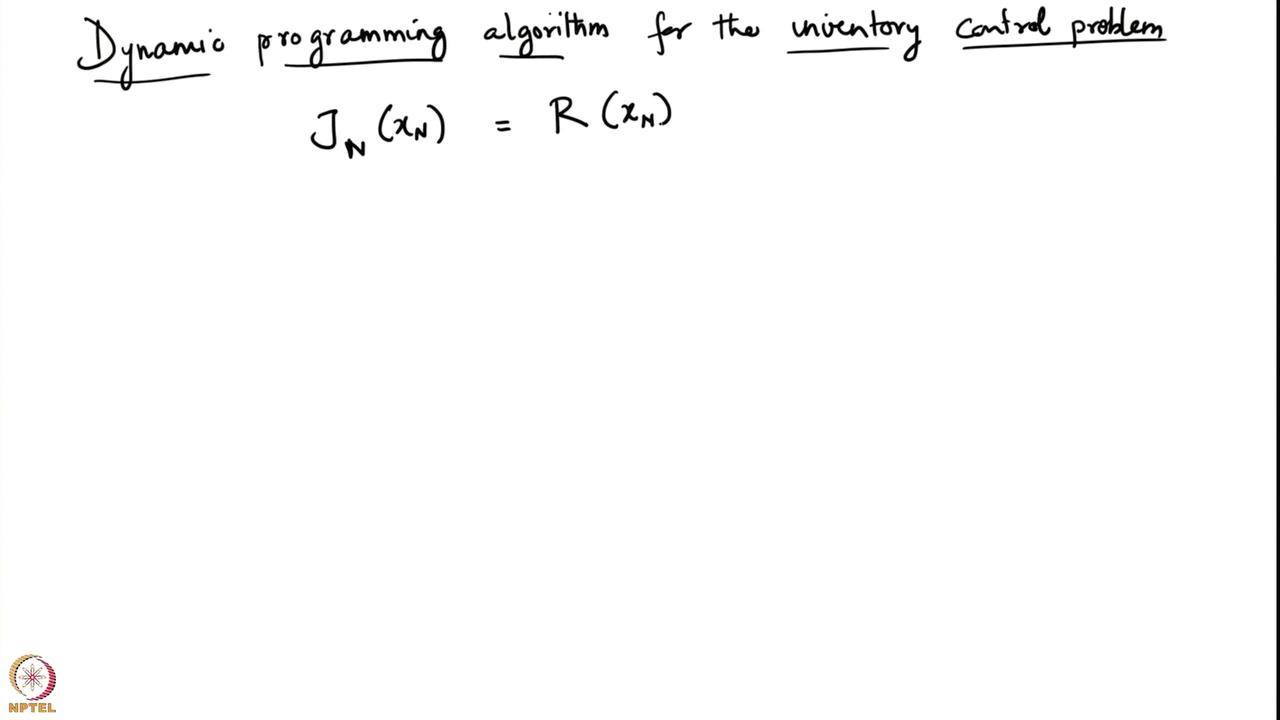 Dynamic programming algorithm for the inventory control problem
J_N (x_N) = R (x_N)
NPTEL